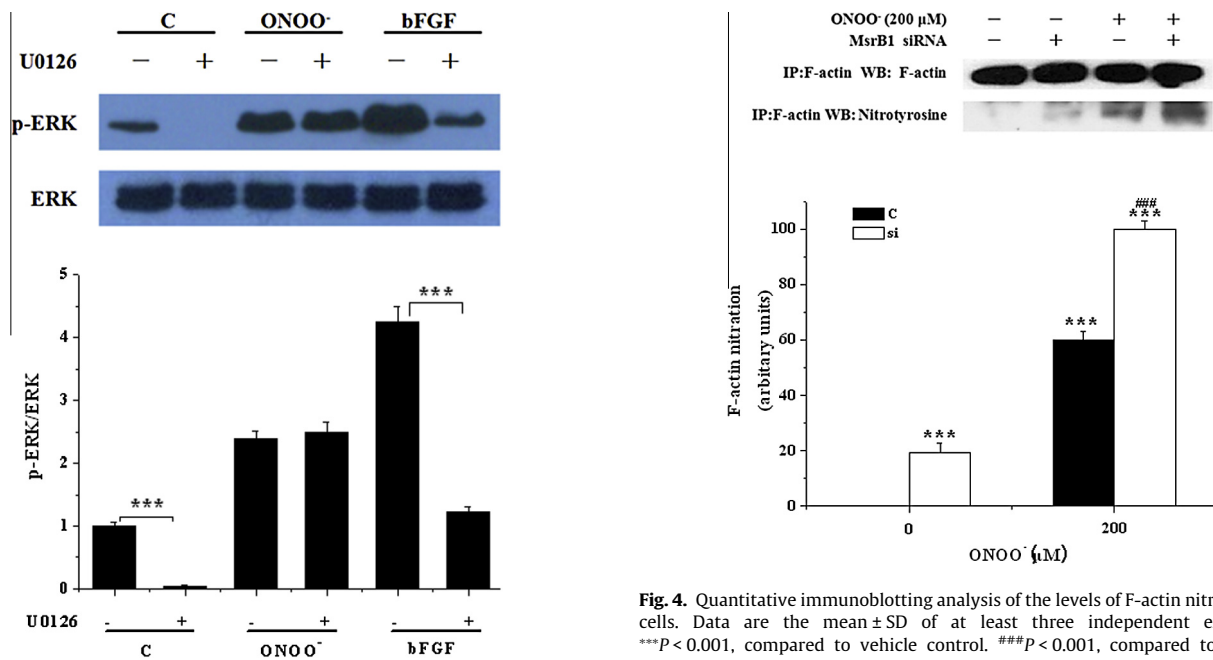 C ONOO⁻ bFGF
U0126 − + − + − +
p-ERK
ERK
5
4
3
2
1
0
p-ERK/ERK
***
***
U0126 - + - + - +
C ONOO⁻ bFGF
ONOO⁻ (200 μM) − − + +
MsrB1 siRNA − + − +
IP:F-actin WB: F-actin
IP:F-actin WB: Nitrotyrosine
C
si
100
80
60
40
20
0
F-actin nitration
(arbitary units)
***
***
###
***
0 200
ONOO⁻ (μM)
Fig. 4. Quantitative immunoblotting analysis of the levels of F-actin nitro
cells. Data are the mean ± SD of at least three independent e
***P < 0.001, compared to vehicle control. ###P < 0.001, compared to